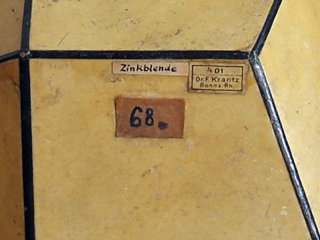 Zinkblende
401
Dr. F. Krantz
Bonn a. Rh.
68.